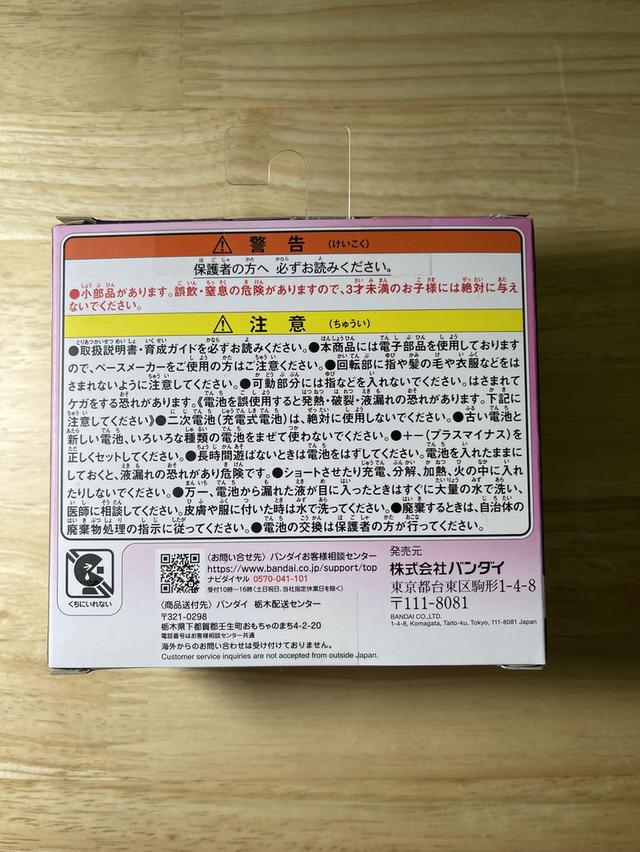 ⚠ 警告 (けいこく)
保護者の方へ 必ずお読みください。
●小部品があります。誤飲・窒息の危険がありますので、3才未満のお子様には絶対に与え
ないでください。
⚠ 注意 (ちゅうい)
●取扱説明書・育成ガイドを必ずお読みください。●本商品には電子部品を使用しております
ので、ペースメーカーをご使用の方はご注意ください。●回転部に指や髪の毛や衣服などをは
さまれないように注意してください。●可動部分には指などを入れないでください。はさまれて
ケガをする恐れがあります。《電池を誤使用すると発熱・破裂・液漏れの恐れがあります。下記に
注意してください》●二次電池(充電式電池)は、絶対に使用しないでください。●古い電池と
新しい電池、いろいろな種類の電池をまぜて使わないでください。●+-(プラスマイナス)を
正しくセットしてください。●長時間遊ばないときは電池をはずしてください。電池を入れたままに
しておくと、液漏れの恐れがあり危険です。●ショートさせたり充電、分解、加熱、火の中に入れ
たりしないでください。●万一、電池から漏れた液が目に入ったときはすぐに大量の水で洗い、
医師に相談してください。皮膚や服に付いた時は水で洗ってください。●廃棄するときは、自治体の
廃棄物処理の指示に従ってください。●電池の交換は保護者の方が行ってください。
くちにいれない
〈お問い合せ先〉バンダイお客様相談センター
https://www.bandai.co.jp/support/top
ナビダイヤル 0570-041-101
受付10時〜16時(土日祝日、当社指定休業日を除く)
〈商品送付先〉バンダイ 栃木配送センター
〒321-0298
栃木県下都賀郡壬生町おもちゃのまち4-2-20
電話番号はお客様相談センター共通
海外からのお問い合わせは受け付けておりません。
Customer service inquiries are not accepted from outside Japan.
発売元
株式会社バンダイ
東京都台東区駒形1-4-8
〒111-8081
BANDAI CO.,LTD.
1-4-8, Komagata, Taito-ku, Tokyo, 111-8081 Japan